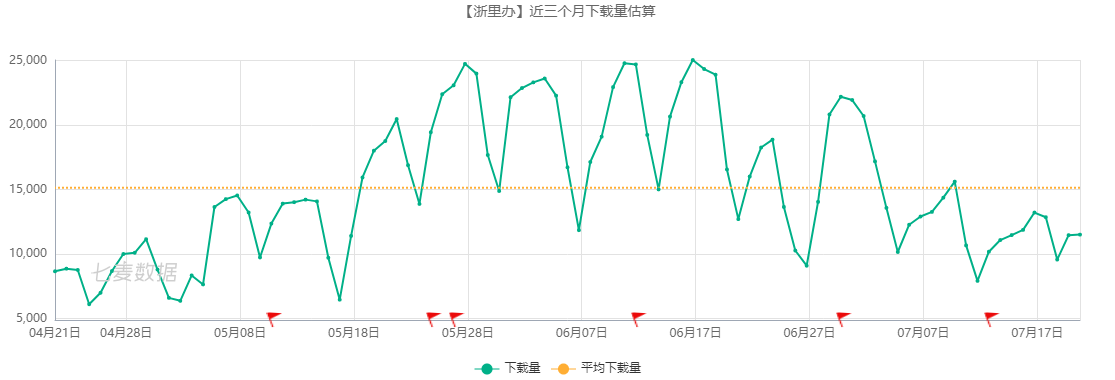 【浙里办】近三个月下载量估算
25,000
20,000
15,000
10,000
5,000
七麦数据
04月21日 04月28日 05月08日 05月18日 05月28日 06月07日 06月17日 06月27日 07月07日 07月17日
下载量 平均下载量